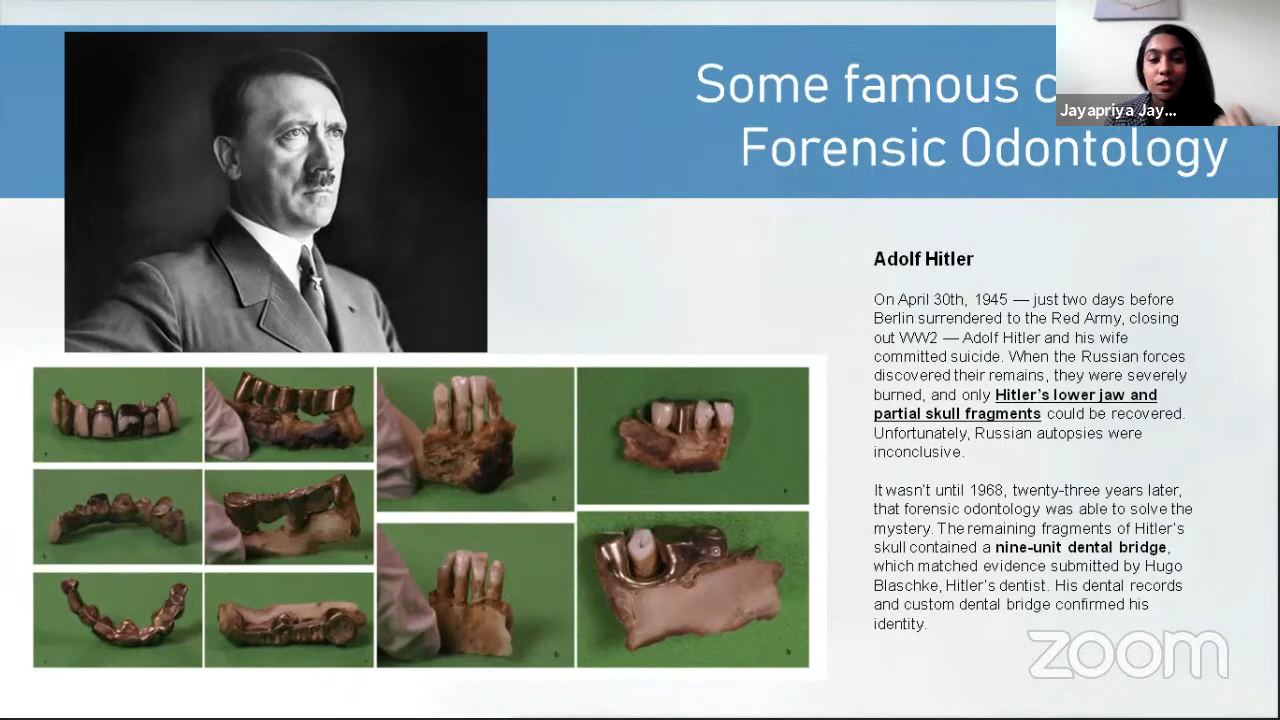 Some famous c
Jayapriya Jay...
Forensic Odontology
Adolf Hitler
On April 30th, 1945 — just two days before
Berlin surrendered to the Red Army, closing
out WW2 — Adolf Hitler and his wife
committed suicide. When the Russian forces
discovered their remains, they were severely
burned, and only Hitler's lower jaw and
partial skull fragments could be recovered.
Unfortunately, Russian autopsies were
inconclusive.
It wasn't until 1968, twenty-three years later,
that forensic odontology was able to solve the
mystery. The remaining fragments of Hitler's
skull contained a nine-unit dental bridge,
which matched evidence submitted by Hugo
Blaschke, Hitler's dentist. His dental records
and custom dental bridge confirmed his
identity.
zoom